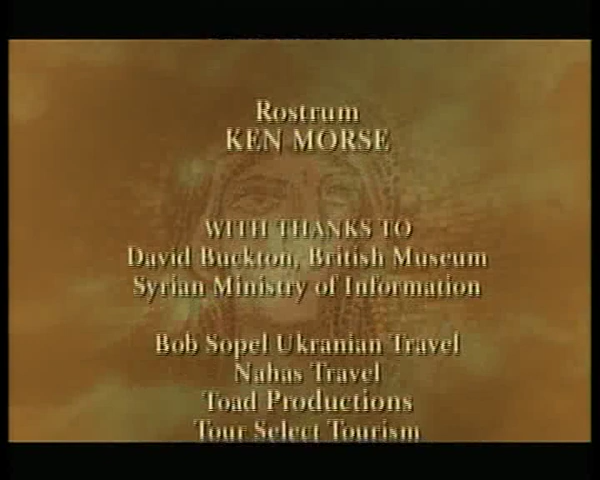 Rostrum
KEN MORSE
WITH THANKS TO
David Buckton, British Museum
Syrian Ministry of Information
Bob Sopel Ukranian Travel
Nahas Travel
Toad Productions
Tour Select Tourism